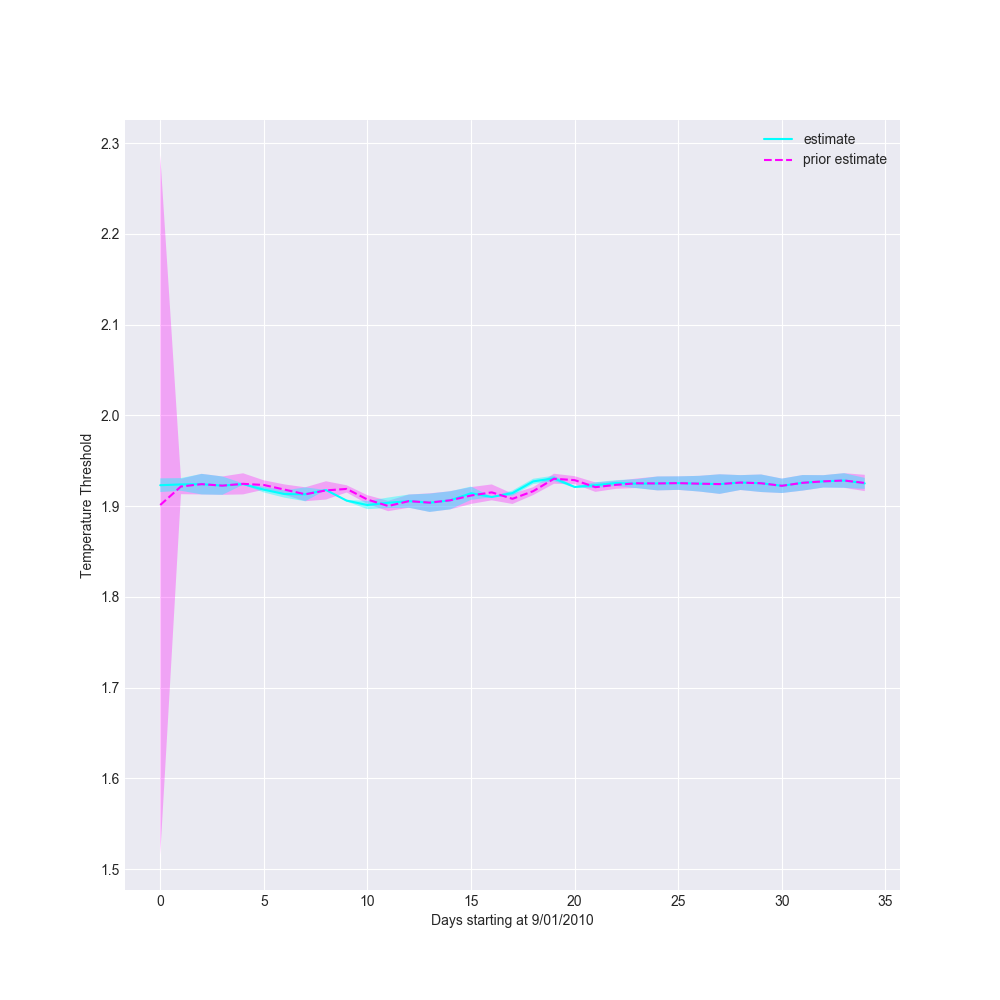 estimate
prior estimate
2.3
2.2
2.1
2.0
1.9
1.8
1.7
1.6
1.5
Temperature Threshold
0 5 10 15 20 25 30 35
Days starting at 9/01/2010